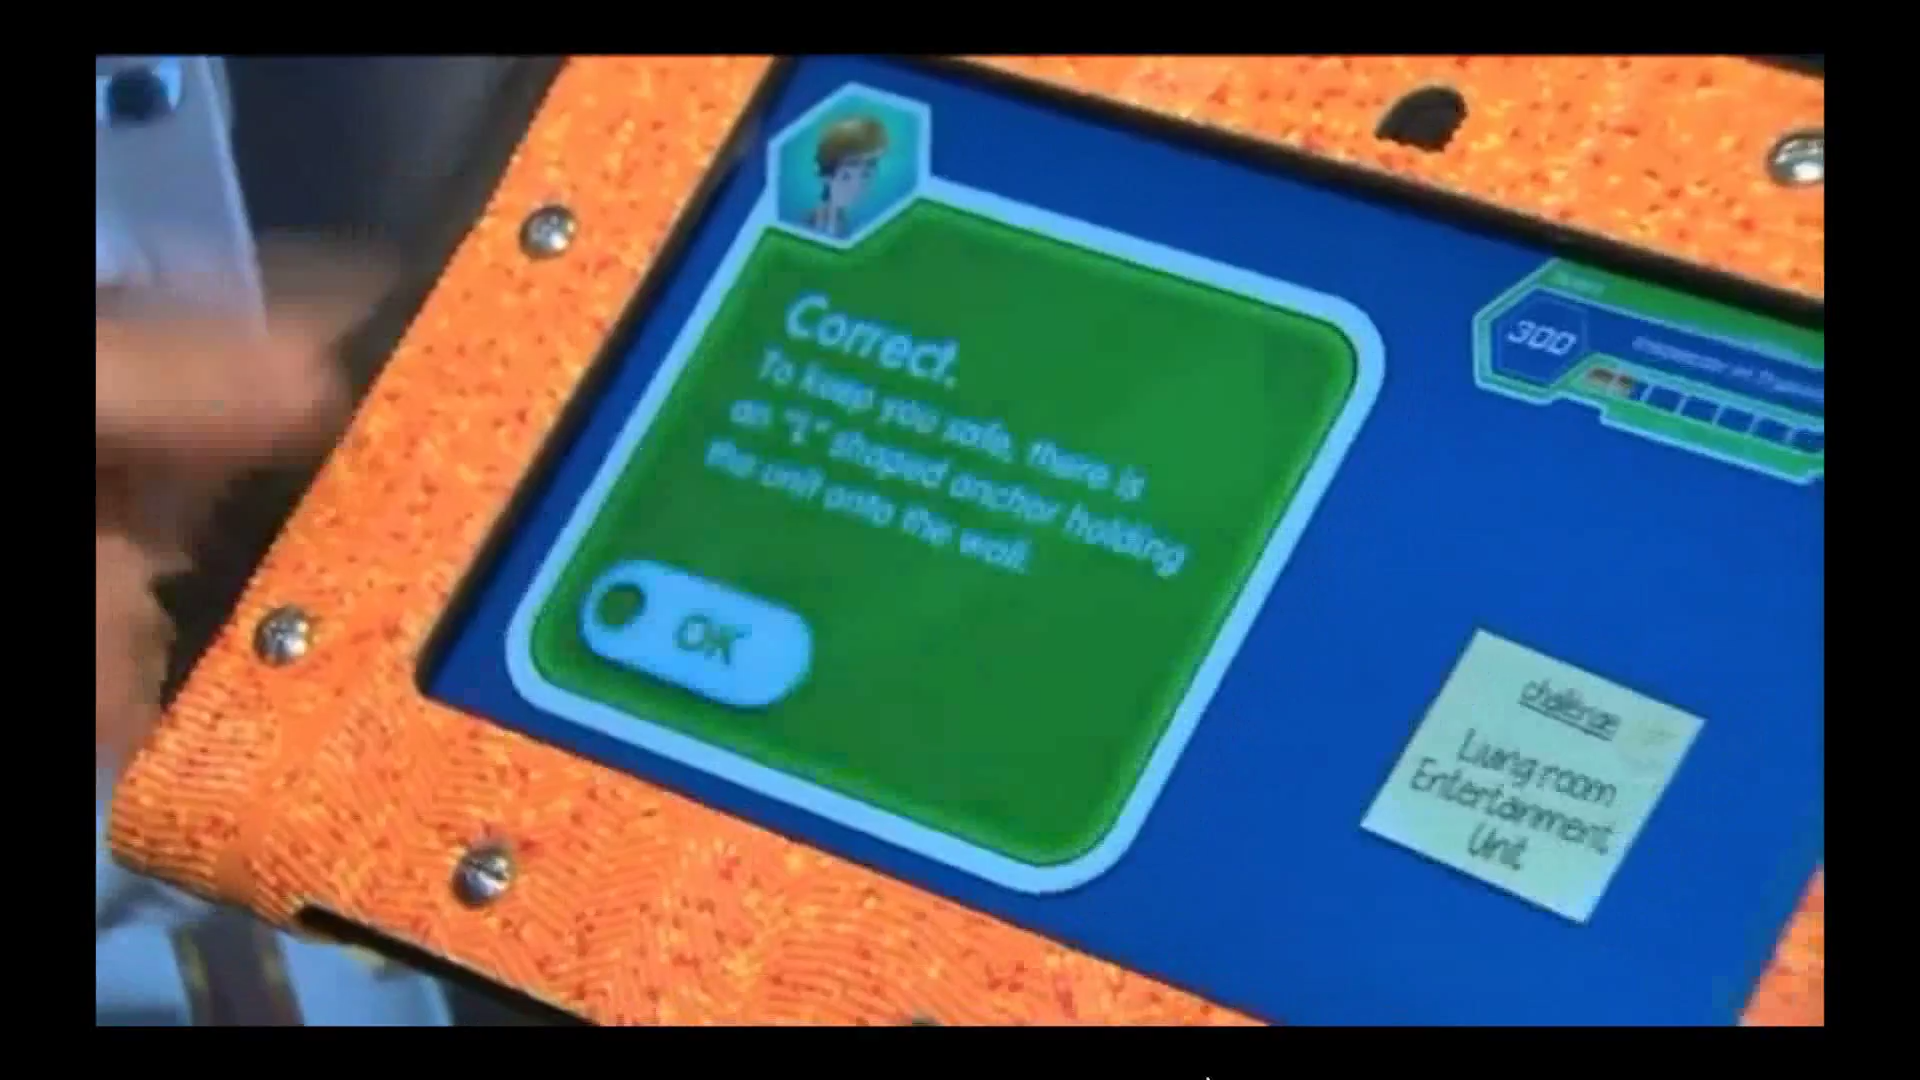 Correct.
To keep you safe, there is
an "L" shaped anchor holding
the unit onto the wall.
OK
300
challenge
Living room
Entertainment
Unit